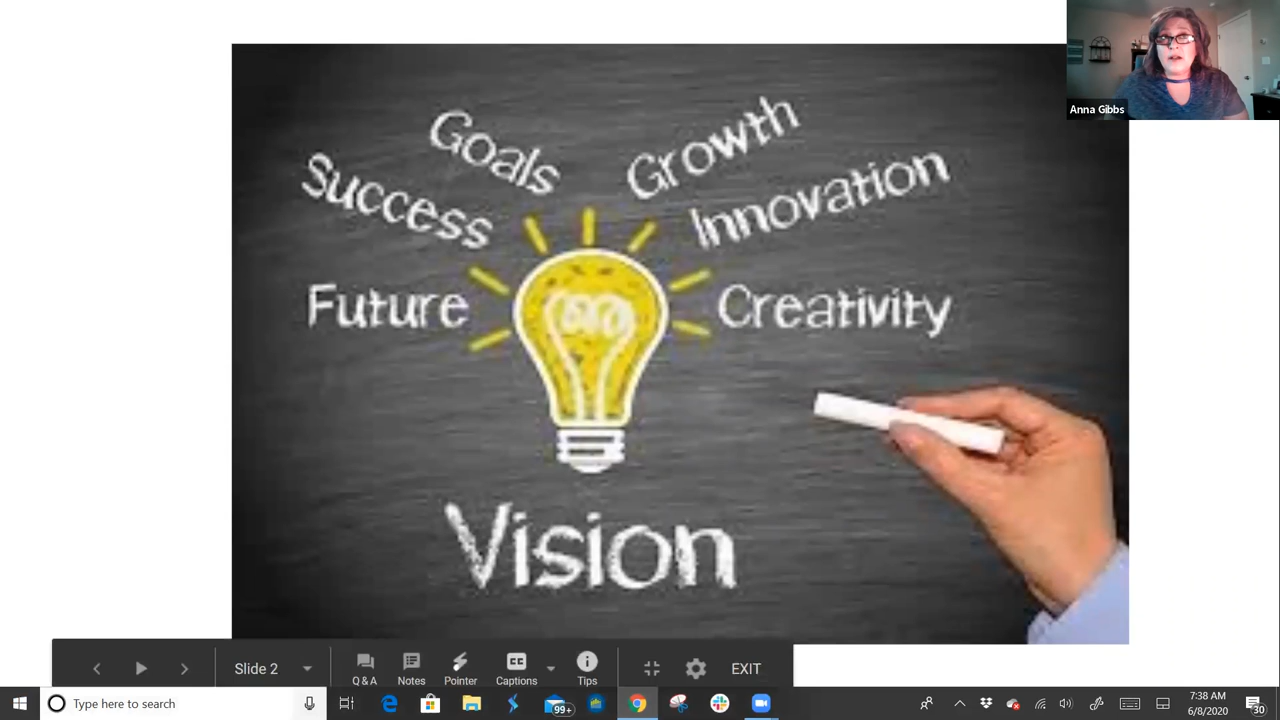 Anna Gibbs
Goals
Growth
Success
Innovation
Future
Creativity
Vision
Slide 2
Q&A
Notes
Pointer
CC
Captions
Tips
EXIT
Type here to search
99+
7:38 AM
6/8/2020
30